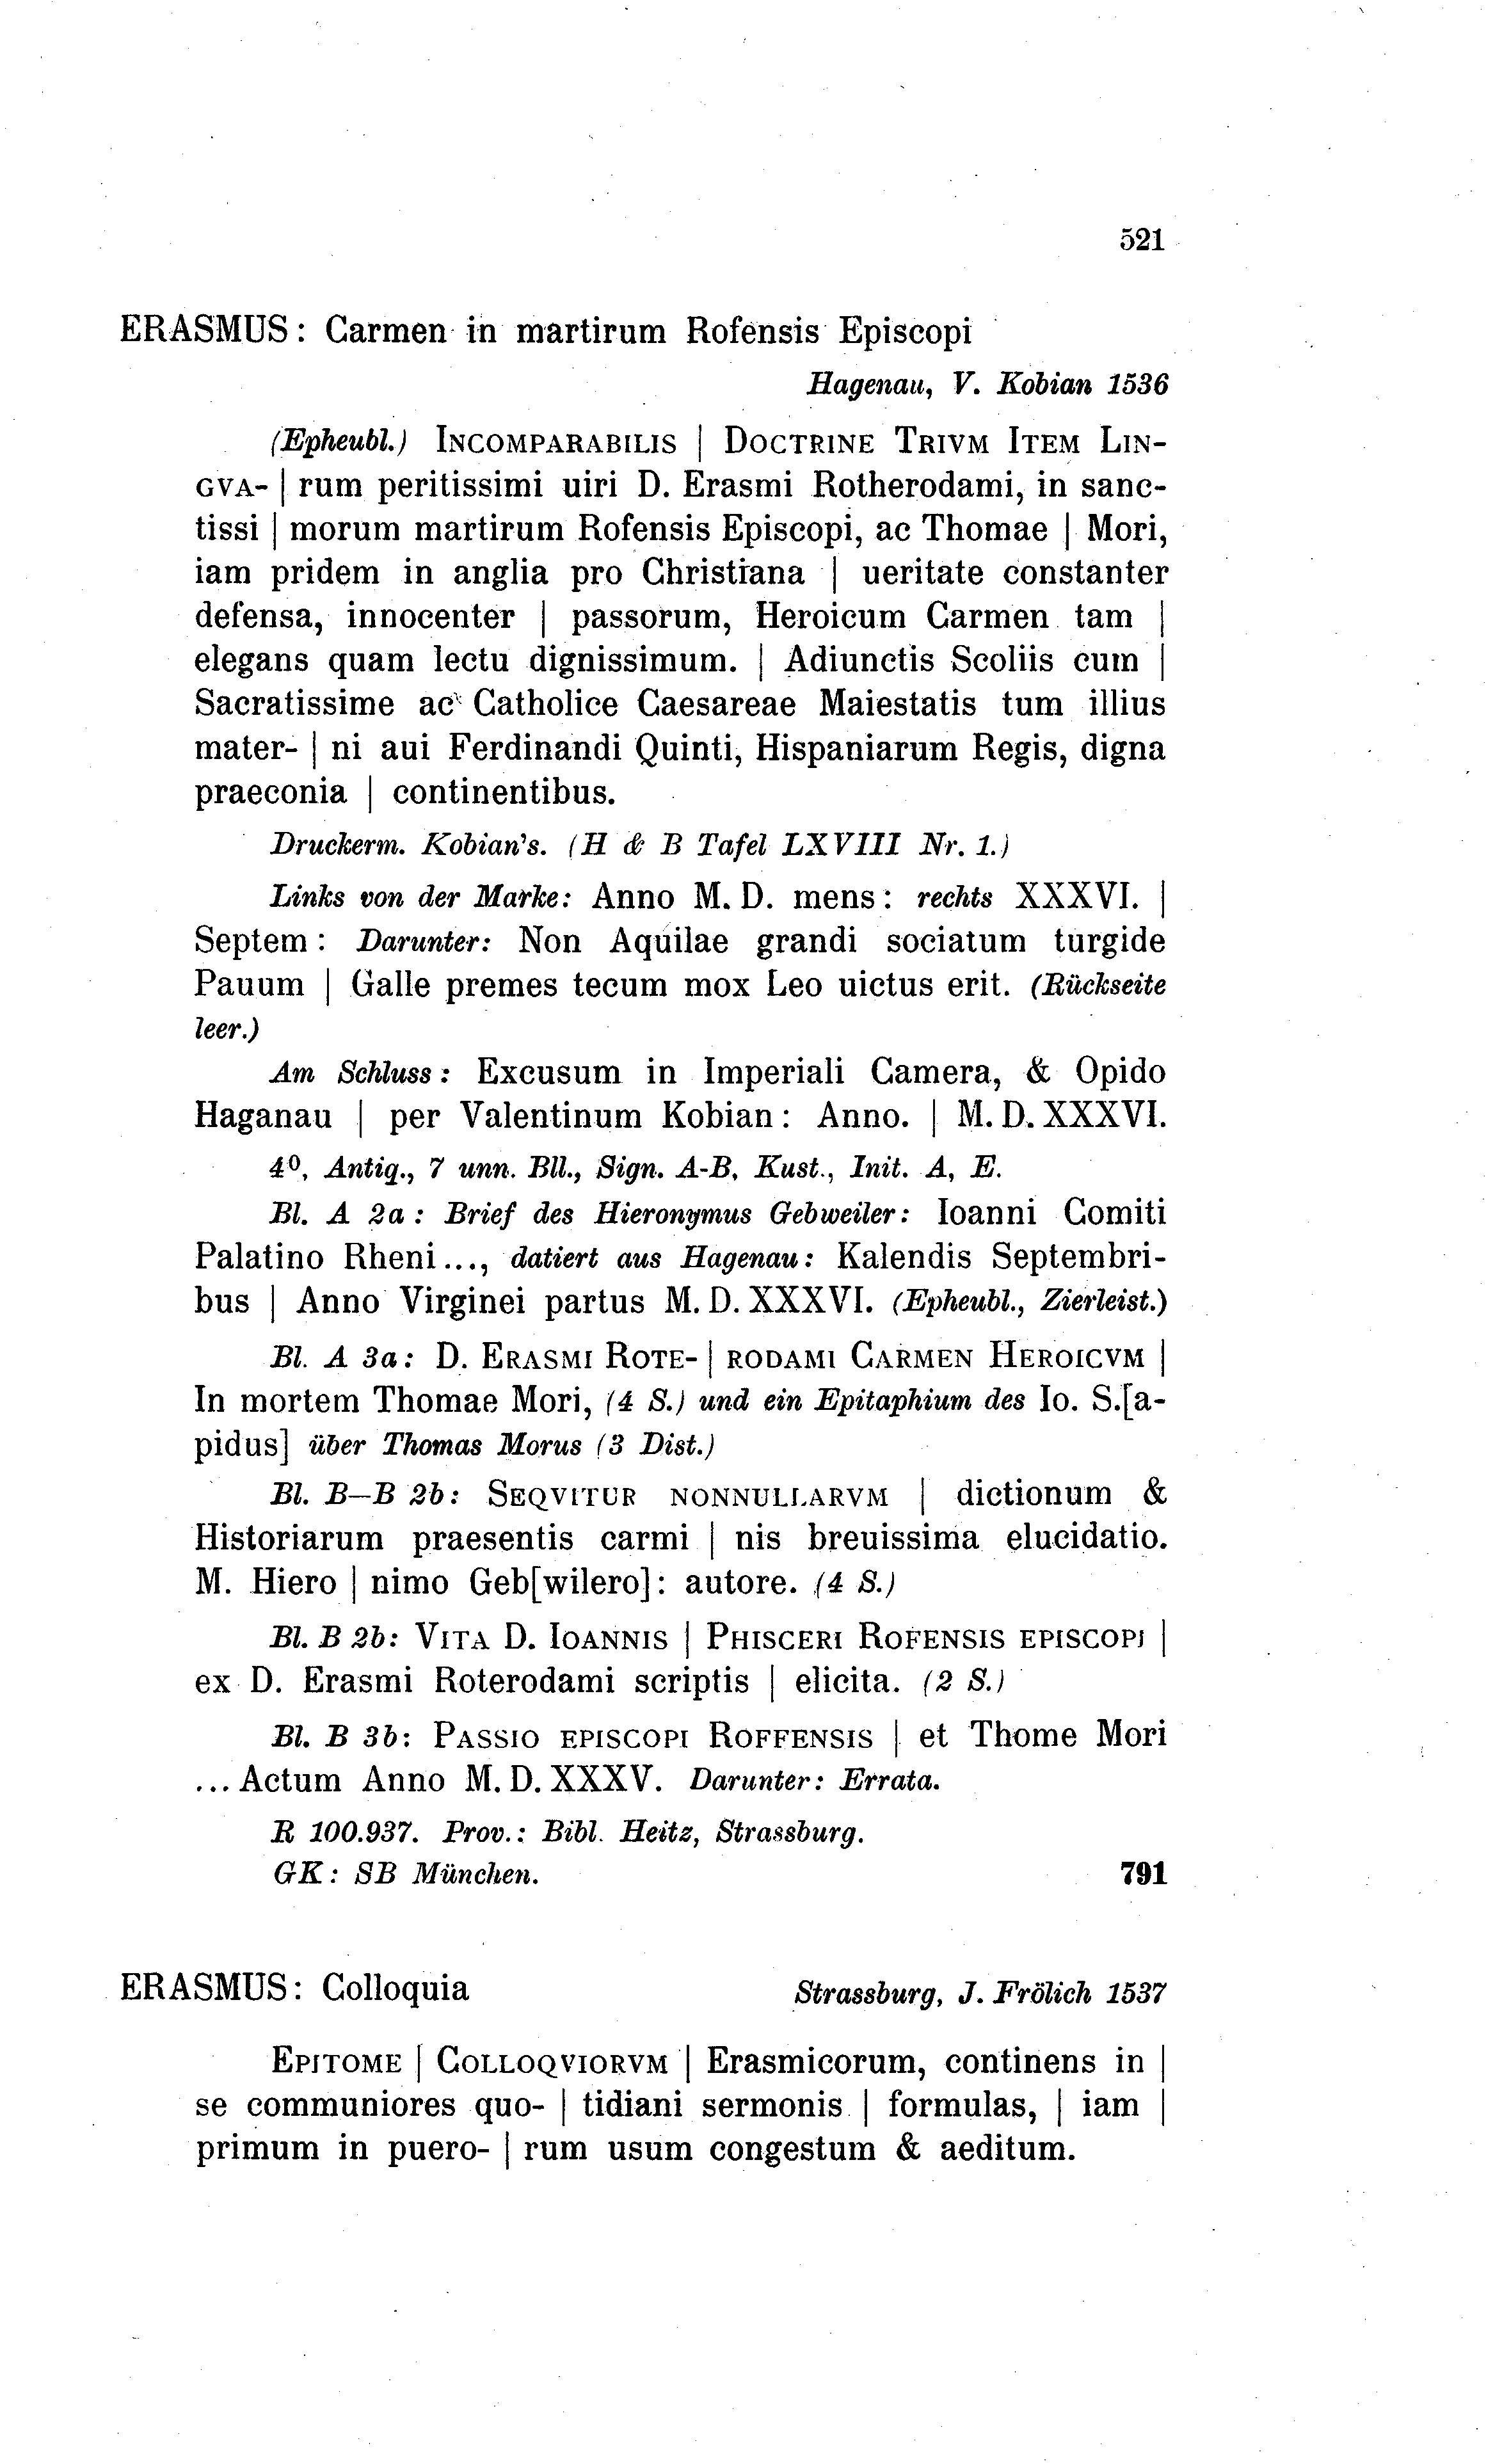 521
ERASMUS: Carmen in martirum Rofensis Episcopi
Hagenau, V. Kobian 1536
(Epheubl.) INCOMPARABILIS | DOCTRINE TRIVM ITEM LIN-
GVA- | rum peritissimi uiri D. Erasmi Rotherodami, in sanc-
tissi | morum martirum Rofensis Episcopi, ac Thomae | Mori,
iam pridem in anglia pro Christiana | ueritate constanter
defensa, innocenter | passorum, Heroicum Carmen tam |
elegans quam lectu dignissimum. | Adiunctis Scoliis cum |
Sacratissime ac Catholice Caesareae Maiestatis tum illius
mater- | ni aui Ferdinandi Quinti, Hispaniarum Regis, digna
praeconia | continentibus.
Druckerm. Kobian's. (H & B Tafel LXVIII Nr. 1.)
Links von der Marke: Anno M. D. mens: rechts XXXVI. |
Septem: Darunter: Non Aquilae grandi sociatum turgide
Pauum | Galle premes tecum mox Leo uictus erit. (Rückseite
leer.)
Am Schluss: Excusum in Imperiali Camera, & Opido
Haganau | per Valentinum Kobian: Anno. | M. D. XXXVI.
4º, Antiq., 7 unn. Bll., Sign. A-B, Kust., Init. A, E.
Bl. A 2a: Brief des Hieronymus Gebweiler: Ioanni Comiti
Palatino Rheni..., datiert aus Hagenau: Kalendis Septembri-
bus | Anno Virginei partus M. D. XXXVI. (Epheubl., Zierleist.)
Bl. A 3a: D. ERASMI ROTE- | RODAMI CARMEN HEROICVM |
In mortem Thomae Mori, (4 S.) und ein Epitaphium des Io. S.[a-
pidus] über Thomas Morus (3 Dist.)
Bl. B—B 2b: SEQVITUR NONNULLARVM | dictionum &
Historiarum praesentis carmi | nis breuissima elucidatio.
M. Hiero | nimo Geb[wilero]: autore. (4 S.)
Bl. B 2b: VITA D. IOANNIS | PHISCERI ROFENSIS EPISCOPI |
ex D. Erasmi Roterodami scriptis | elicita. (2 S.)
Bl. B 3b: PASSIO EPISCOPI ROFFENSIS | et Thome Mori
... Actum Anno M. D. XXXV. Darunter: Errata.
R 100.937. Prov.: Bibl. Heitz, Strassburg.
GK: SB München. 791
ERASMUS: Colloquia Strassburg, J. Frölich 1537
EPITOME | COLLOQVIORVM | Erasmicorum, continens in |
se communiores quo- | tidiani sermonis | formulas, | iam |
primum in puero- | rum usum congestum & aeditum.